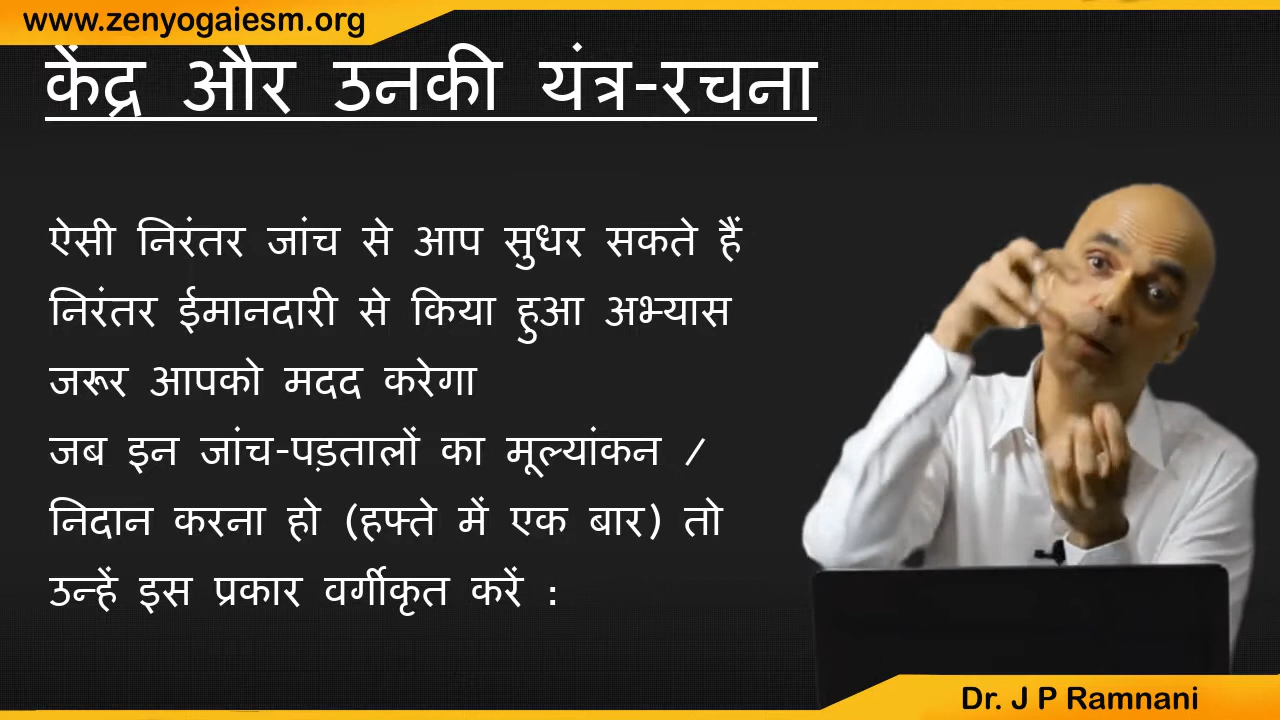 www.zenyogaiesm.org
केंद्र और उनकी यंत्र-रचना
ऐसी निरंतर जांच से आप सुधर सकते हैं
निरंतर ईमानदारी से किया हुआ अभ्यास
जरूर आपको मदद करेगा
जब इन जांच-पड़तालों का मूल्यांकन /
निदान करना हो (हफ्ते में एक बार) तो
उन्हें इस प्रकार वर्गीकृत करें :
Dr. J P Ramnani